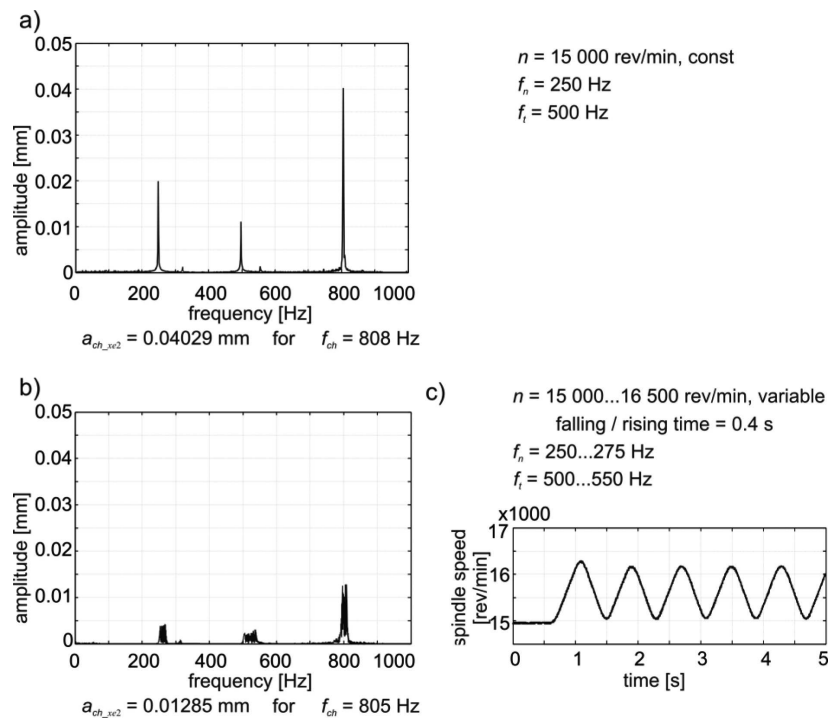 a)
0.05
0.04
0.03
0.02
0.01
0
amplitude [mm]
0 200 400 600 800 1000
frequency [Hz]
a_ch_xe2 = 0.04029 mm for f_ch = 808 Hz
n = 15 000 rev/min, const
f_n = 250 Hz
f_t = 500 Hz
b)
0.05
0.04
0.03
0.02
0.01
0
amplitude [mm]
0 200 400 600 800 1000
frequency [Hz]
a_ch_xe2 = 0.01285 mm for f_ch = 805 Hz
c)
n = 15 000...16 500 rev/min, variable
falling / rising time = 0.4 s
f_n = 250...275 Hz
f_t = 500...550 Hz
x1000
17
16
15
spindle speed
[rev/min]
0 1 2 3 4 5
time [s]